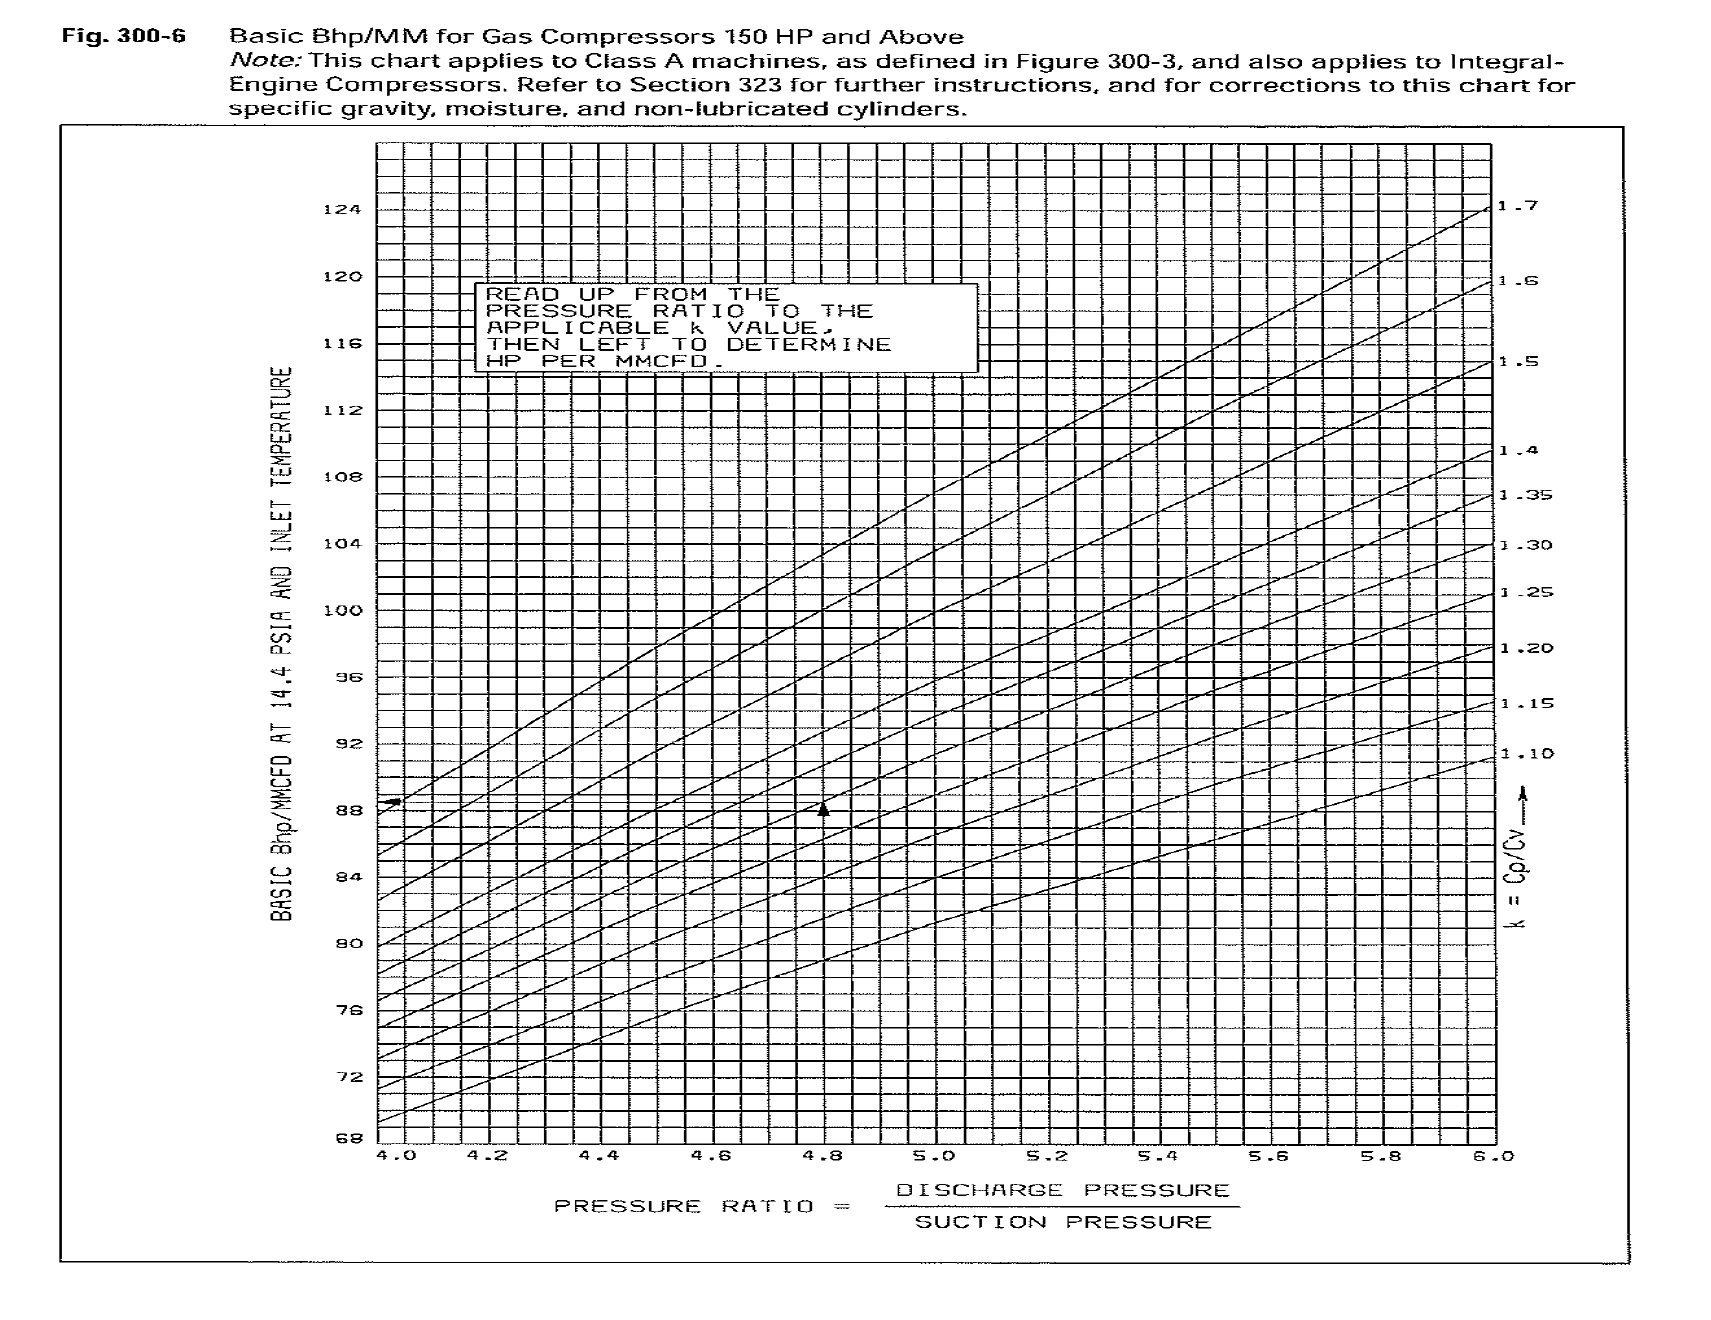 Fig. 300-6 Basic Bhp/MM for Gas Compressors 150 HP and Above
Note: This chart applies to Class A machines, as defined in Figure 300-3, and also applies to Integral-
Engine Compressors. Refer to Section 323 for further instructions, and for corrections to this chart for
specific gravity, moisture, and non-lubricated cylinders.
READ UP FROM THE
PRESSURE RATIO TO THE
APPLICABLE k VALUE,
THEN LEFT TO DETERMINE
HP PER MMCFD.
BASIC Bhp/MMCFD AT 14.4 PSIA AND INLET TEMPERATURE
124
120
116
112
108
104
100
96
92
88
84
80
76
72
68
1.7
1.6
1.5
1.4
1.35
1.30
1.25
1.20
1.15
1.10
k = Cp/Cv
4.0 4.2 4.4 4.6 4.8 5.0 5.2 5.4 5.6 5.8 6.0
PRESSURE RATIO = DISCHARGE PRESSURE
SUCTION PRESSURE